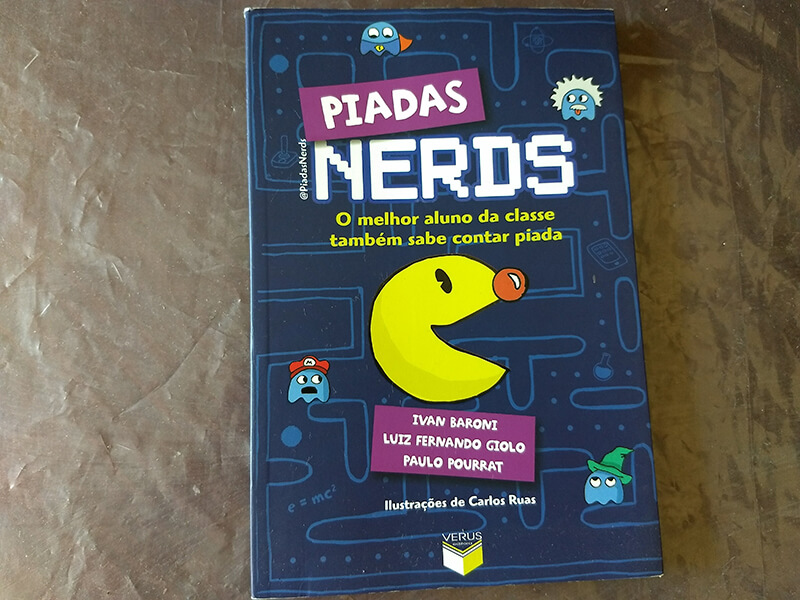 PIADAS
NERDS
@PiadasNerds
O melhor aluno da classe
também sabe contar piada
M
IVAN BARONI
LUIZ FERNANDO GIOLO
PAULO POURRAT
e = mc²
Ilustrações de Carlos Ruas
VERUS